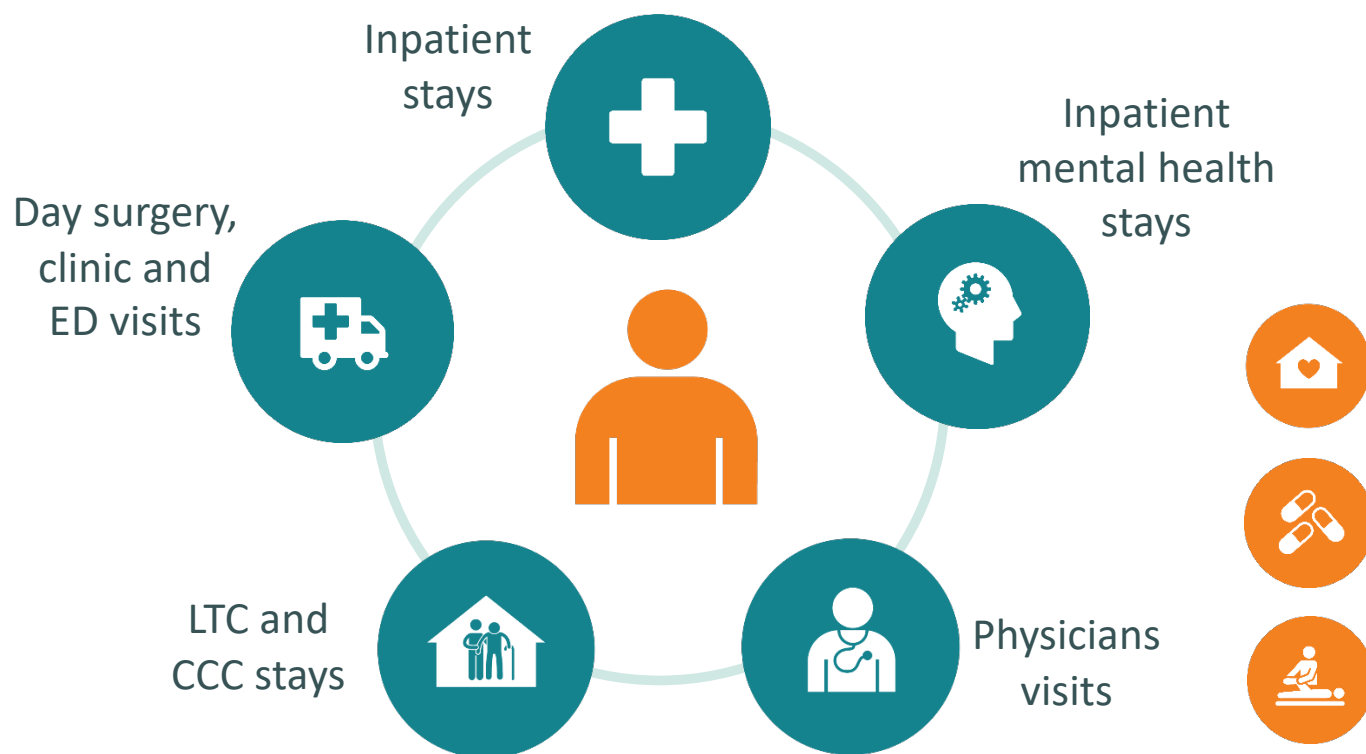 Inpatient
stays
Inpatient
mental health
stays
Day surgery,
clinic and
ED visits
LTC and
CCC stays
Physicians
visits